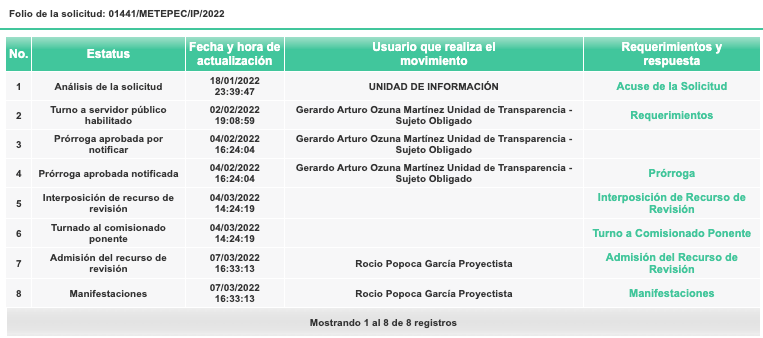 Folio de la solicitud: 01441/METEPEC/IP/2022
No. Estatus Fecha y hora de actualización Usuario que realiza el movimiento Requerimientos y respuesta
1 Análisis de la solicitud 18/01/2022 23:39:47 UNIDAD DE INFORMACIÓN Acuse de la Solicitud
2 Turno a servidor público habilitado 02/02/2022 19:08:59 Gerardo Arturo Ozuna Martínez Unidad de Transparencia - Sujeto Obligado Requerimientos
3 Prórroga aprobada por notificar 04/02/2022 16:24:04 Gerardo Arturo Ozuna Martínez Unidad de Transparencia - Sujeto Obligado
4 Prórroga aprobada notificada 04/02/2022 16:24:04 Gerardo Arturo Ozuna Martínez Unidad de Transparencia - Sujeto Obligado Prórroga
5 Interposición de recurso de revisión 04/03/2022 14:24:19 Interposición de Recurso de Revisión
6 Turnado al comisionado ponente 04/03/2022 14:24:19 Turno a Comisionado Ponente
7 Admisión del recurso de revisión 07/03/2022 16:33:13 Rocio Popoca García Proyectista Admisión del Recurso de Revisión
8 Manifestaciones 07/03/2022 16:33:13 Rocio Popoca García Proyectista Manifestaciones
Mostrando 1 al 8 de 8 registros